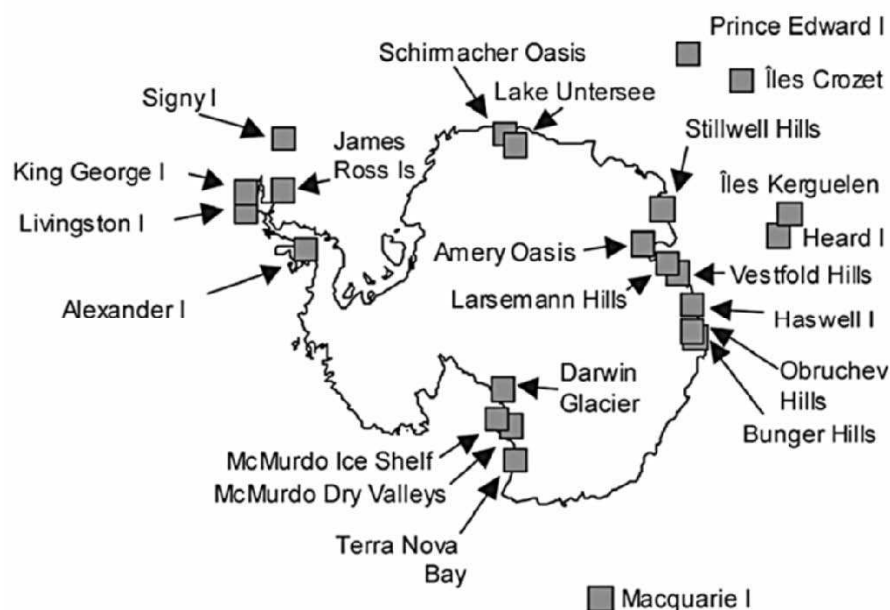 Prince Edward I
Schirmacher Oasis
Îles Crozet
Lake Untersee
Signy I
Stillwell Hills
James
Ross Is
King George I
Îles Kerguelen
Livingston I
Heard I
Amery Oasis
Vestfold Hills
Larsemann Hills
Alexander I
Haswell I
Obruchev
Hills
Darwin
Glacier
Bunger Hills
McMurdo Ice Shelf
McMurdo Dry Valleys
Terra Nova
Bay
Macquarie I